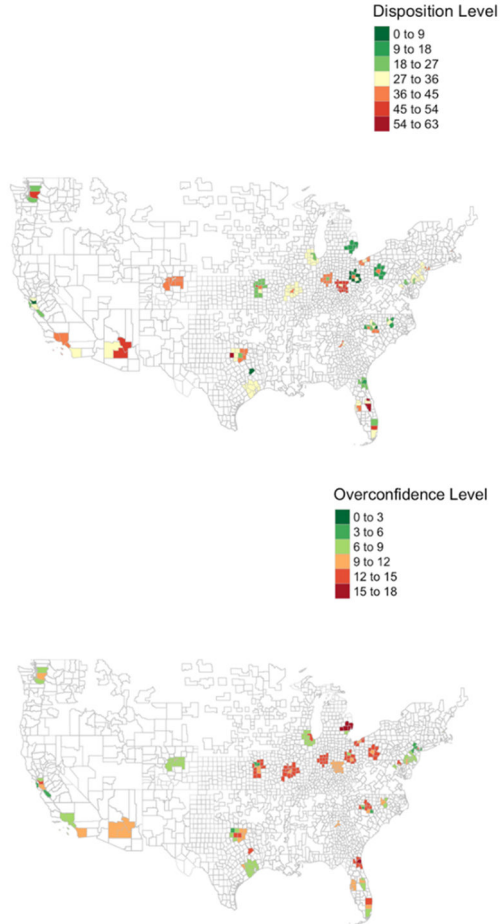 Disposition Level
0 to 9
9 to 18
18 to 27
27 to 36
36 to 45
45 to 54
54 to 63
Overconfidence Level
0 to 3
3 to 6
6 to 9
9 to 12
12 to 15
15 to 18